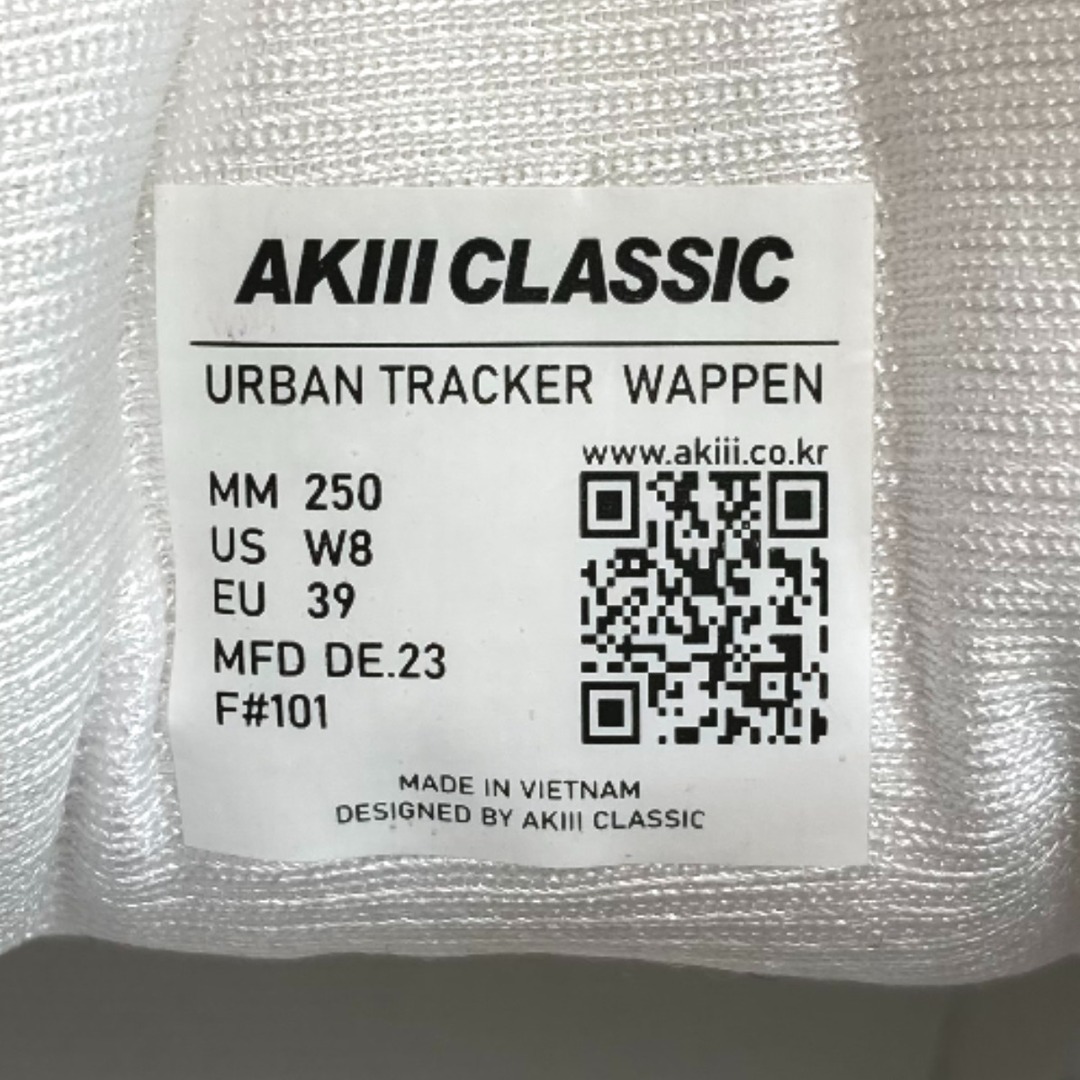 AKIII CLASSIC
URBAN TRACKER WAPPEN
www.akiii.co.kr
MM 250
US W8
EU 39
MFD DE.23
F#101
MADE IN VIETNAM
DESIGNED BY AKIII CLASSIC